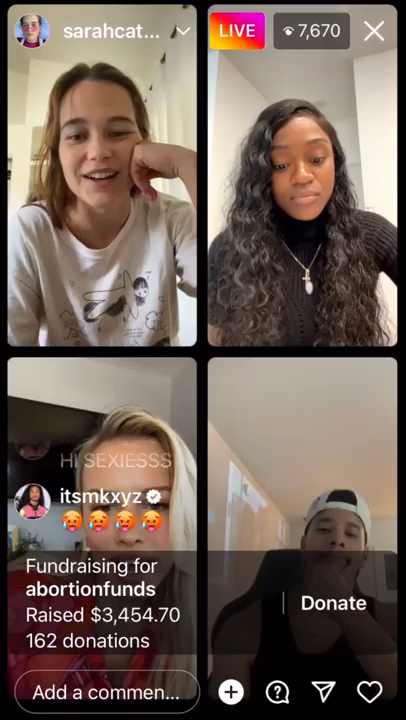 sarahcat...
LIVE
7,670
HI SEXIESSS
itsmkxyz
Fundraising for
abortionfunds
Raised $3,454.70
162 donations
Donate
Add a commen...